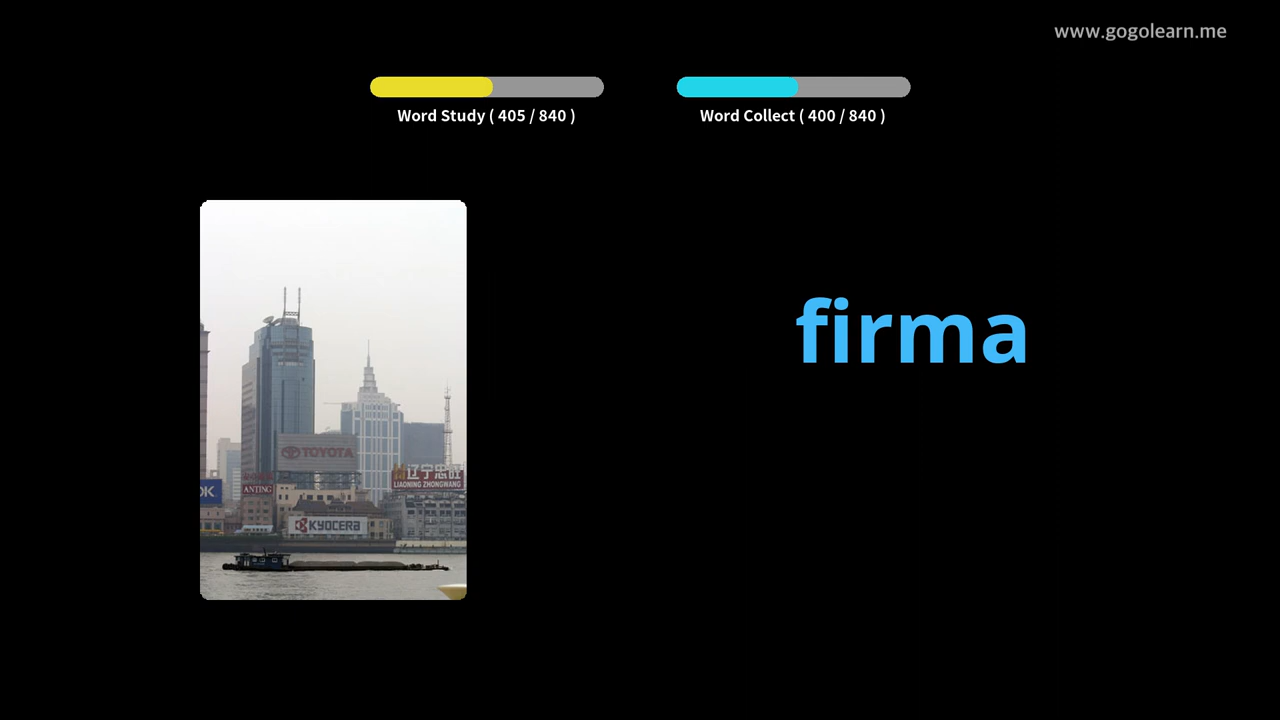 www.gogolearn.me
Word Study ( 405 / 840 )
Word Collect ( 400 / 840 )
firma
TOYOTA
辽宁忠旺
LIAONING ZHONGWANG
OK
ANTING
KYOCERA